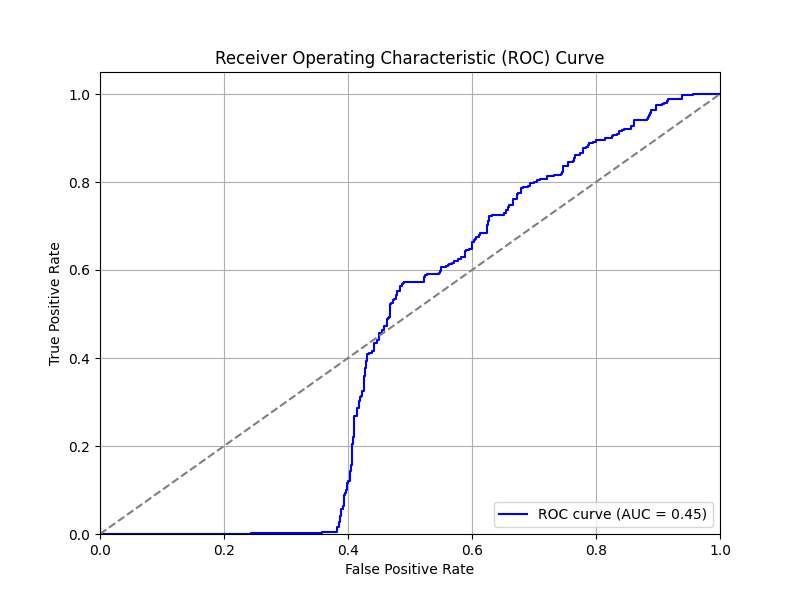 Receiver Operating Characteristic (ROC) Curve
1.0
0.8
0.6
0.4
0.2
0.0
True Positive Rate
ROC curve (AUC = 0.45)
0.0 0.2 0.4 0.6 0.8 1.0
False Positive Rate